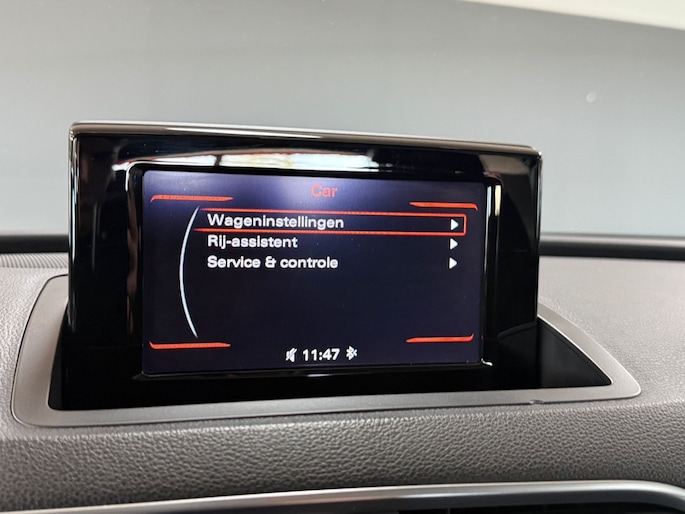 Car
Wageninstellingen
Rij-assistent
Service & controle
11:47